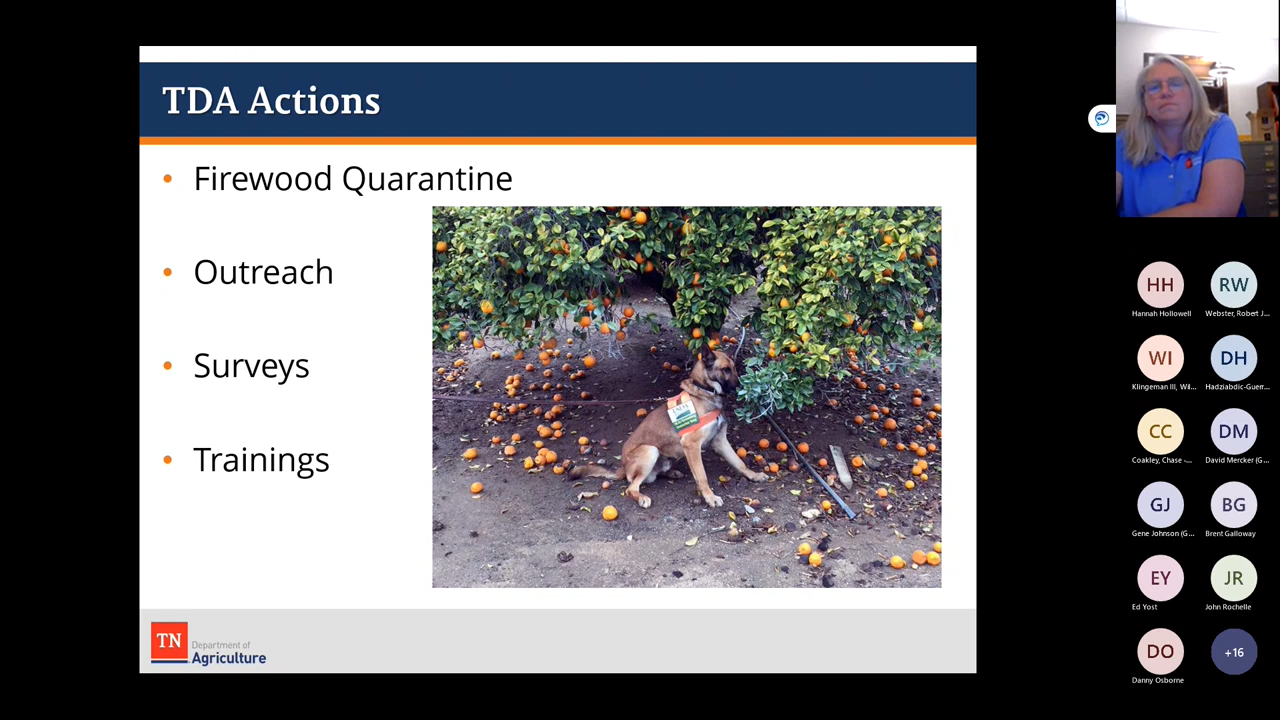 TDA Actions
• Firewood Quarantine
• Outreach
• Surveys
• Trainings
TN
Department of
Agriculture
HH
Hannah Hollowell
RW
Webster, Robert J...
WI
Klingeman III, Wil...
DH
Hadziabdic-Guerr...
CC
Coakley, Chase -...
DM
David Mercker (G...
GJ
Gene Johnson (G...
BG
Brent Galloway
EY
Ed Yost
JR
John Rochelle
DO
Danny Osborne
+16